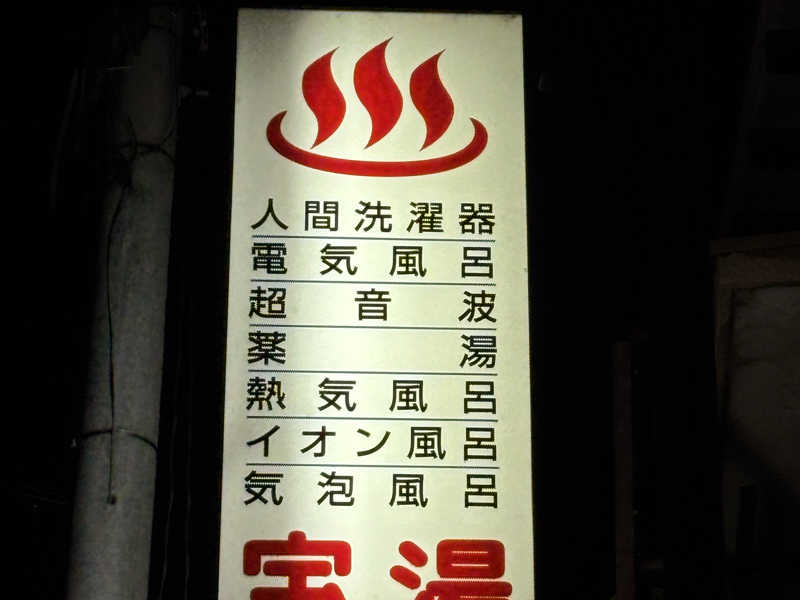 人間洗濯器
電気風呂
超音波
薬湯
熱気風呂
イオン風呂
気泡風呂
湯